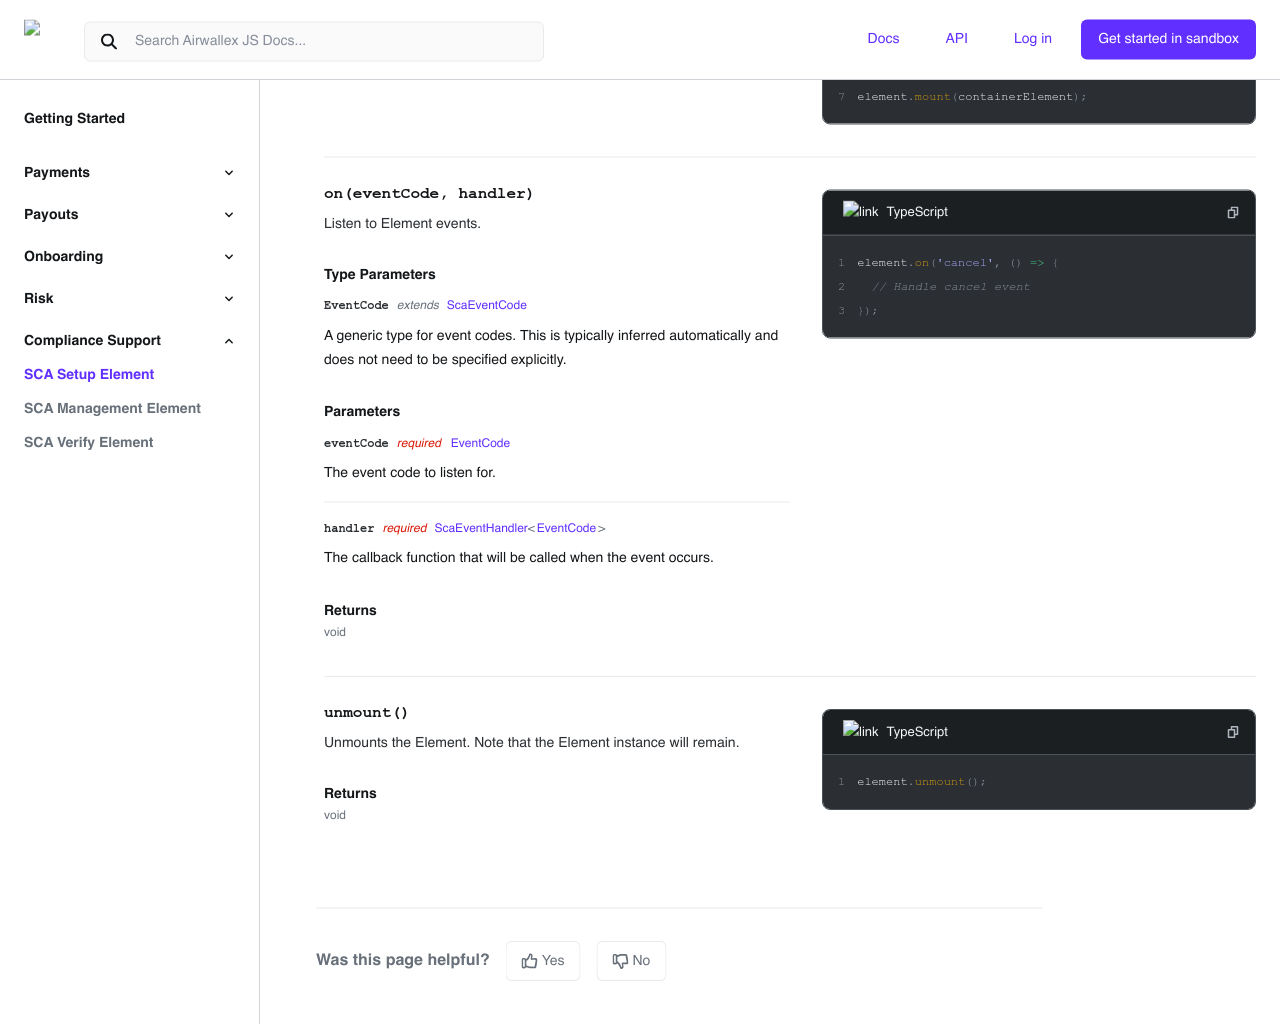 Search Airwallex JS Docs...
Docs
API
Log in
Get started in sandbox
Getting Started
Payments
Payouts
Onboarding
Risk
Compliance Support
SCA Setup Element
SCA Management Element
SCA Verify Element
7 element.mount(containerElement);
on(eventCode, handler)
Listen to Element events.
Type Parameters
EventCode extends ScaEventCode
A generic type for event codes. This is typically inferred automatically and
does not need to be specified explicitly.
Parameters
eventCode required EventCode
The event code to listen for.
handler required ScaEventHandler<EventCode>
The callback function that will be called when the event occurs.
Returns
void
link TypeScript
1 element.on('cancel', () => {
2 // Handle cancel event
3 });
unmount()
Unmounts the Element. Note that the Element instance will remain.
Returns
void
link TypeScript
1 element.unmount();
Was this page helpful?
Yes
No